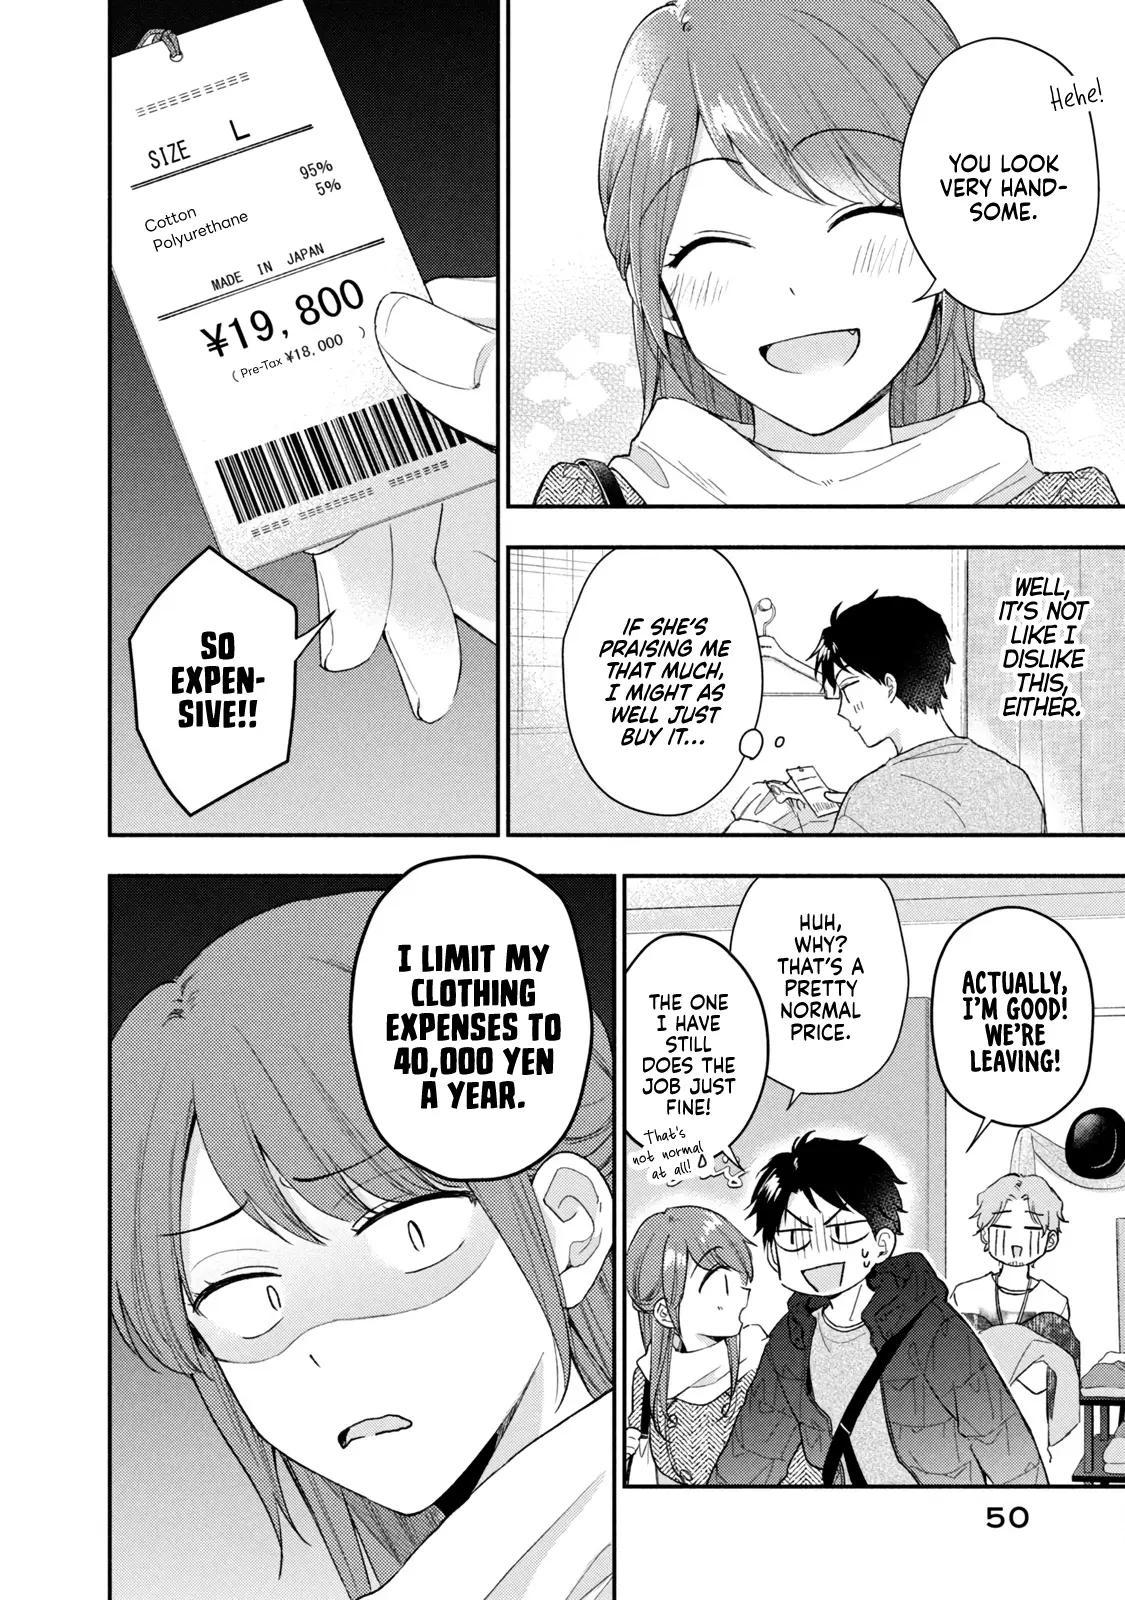 Hehe!
YOU LOOK
VERY HAND-
SOME.
WELL,
IT'S NOT
LIKE I
DISLIKE
THIS,
EITHER.
IF SHE'S
PRAISING ME
THAT MUCH,
I MIGHT AS
WELL JUST
BUY IT...
SIZE L
Cotton 95%
Polyurethane 5%
MADE IN JAPAN
¥19,800
( Pre-Tax ¥18,000 )
SO
EXPEN-
SIVE!!
ACTUALLY,
I'M GOOD!
WE'RE
LEAVING!
HUH,
WHY?
THAT'S A
PRETTY
NORMAL
PRICE.
THE ONE
I HAVE
STILL
DOES THE
JOB JUST
FINE!
That's
not normal
at all!
I LIMIT MY
CLOTHING
EXPENSES TO
40,000 YEN
A YEAR.
50